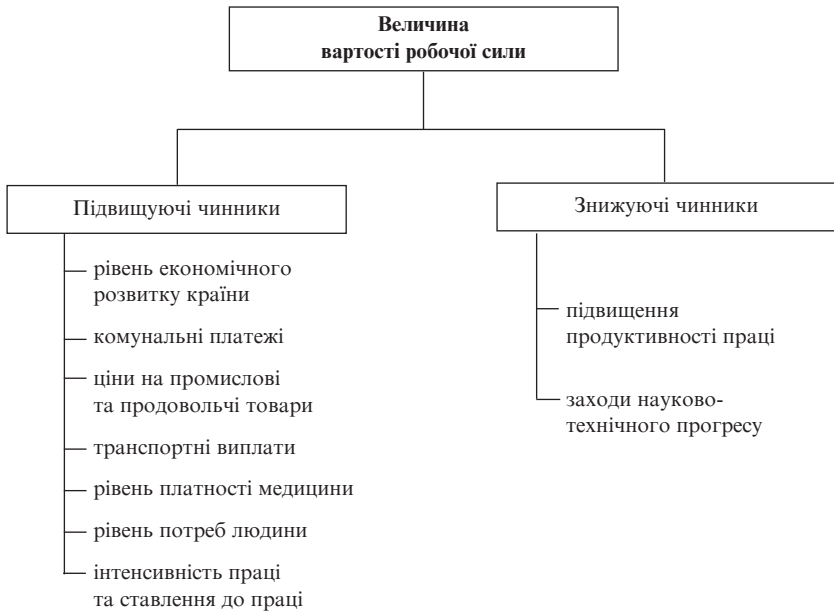 Величина
вартості робочої сили
Підвищуючі чинники
рівень економічного
розвитку країни
комунальні платежі
ціни на промислові
та продовольчі товари
транспортні виплати
рівень платності медицини
рівень потреб людини
інтенсивність праці
та ставлення до праці
Знижуючі чинники
підвищення
продуктивності праці
заходи науково-
технічного прогресу